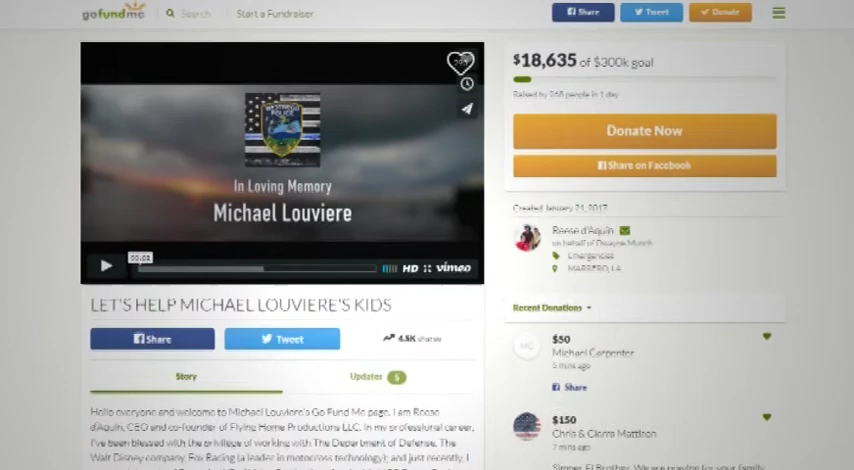 gofundme
Search
Start a Fundraiser
Share
Tweet
Donate
WESTWEGO
POLICE
In Loving Memory
Michael Louviere
HD
vimeo
$18,635 of $300k goal
Raised by 268 people in 1 day
Donate Now
Share on Facebook
Created January 21, 2017
Reese d'Aquin
on behalf of Dwayne Munch
Emergencies
MARRERO, LA
LET'S HELP MICHAEL LOUVIERE'S KIDS
Share
Tweet
4.5K shares
Story
Updates 5
Hello everyone and welcome to Michael Louviere's Go Fund Me page. I am Reese
d'Aquin, CEO and co-founder of Flying Home Productions LLC. In my professional career,
I've been blessed with the privilege of working with The Department of Defense, The
Walt Disney company, Fox Racing (a leader in motocross technology); and just recently, I
Recent Donations
MC
$50
Michael Carpenter
5 mins ago
Share
$150
Chris & Cierra Mattison
7 mins ago